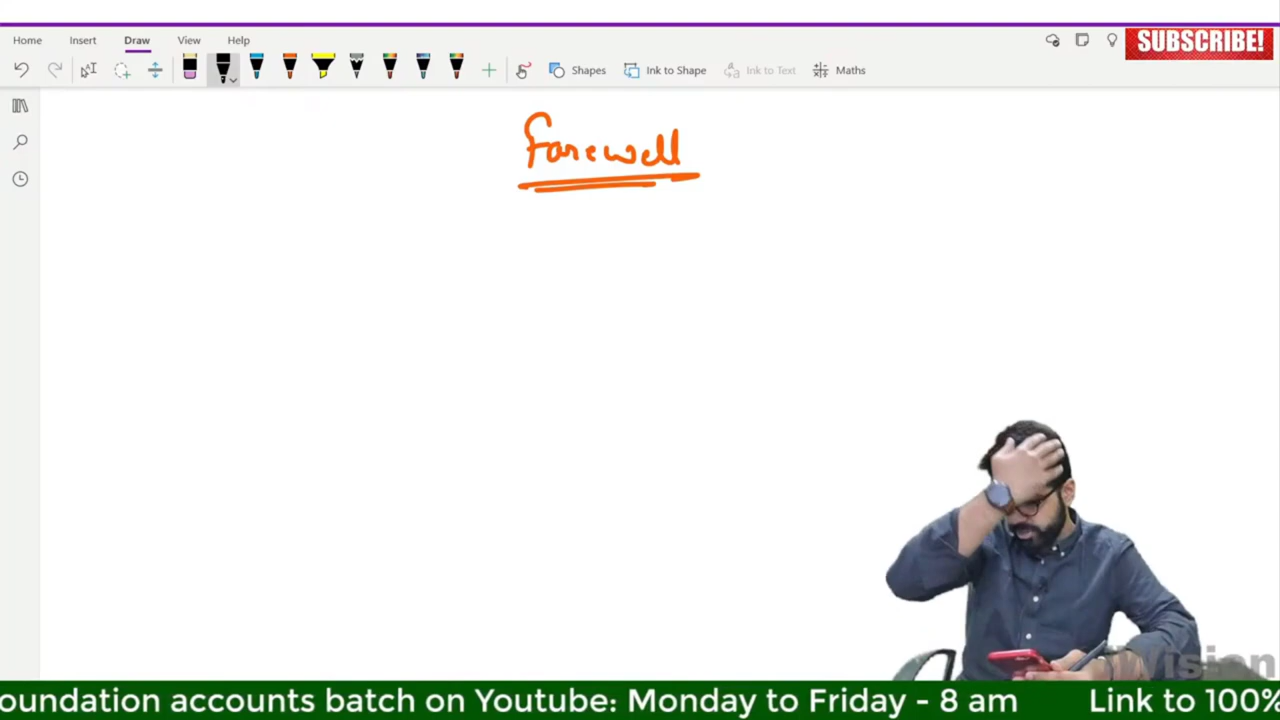 Home Insert Draw View Help
SUBSCRIBE!
Shapes Ink to Shape Ink to Text Maths
farewell
oundation accounts batch on Youtube: Monday to Friday - 8 am Link to 100%